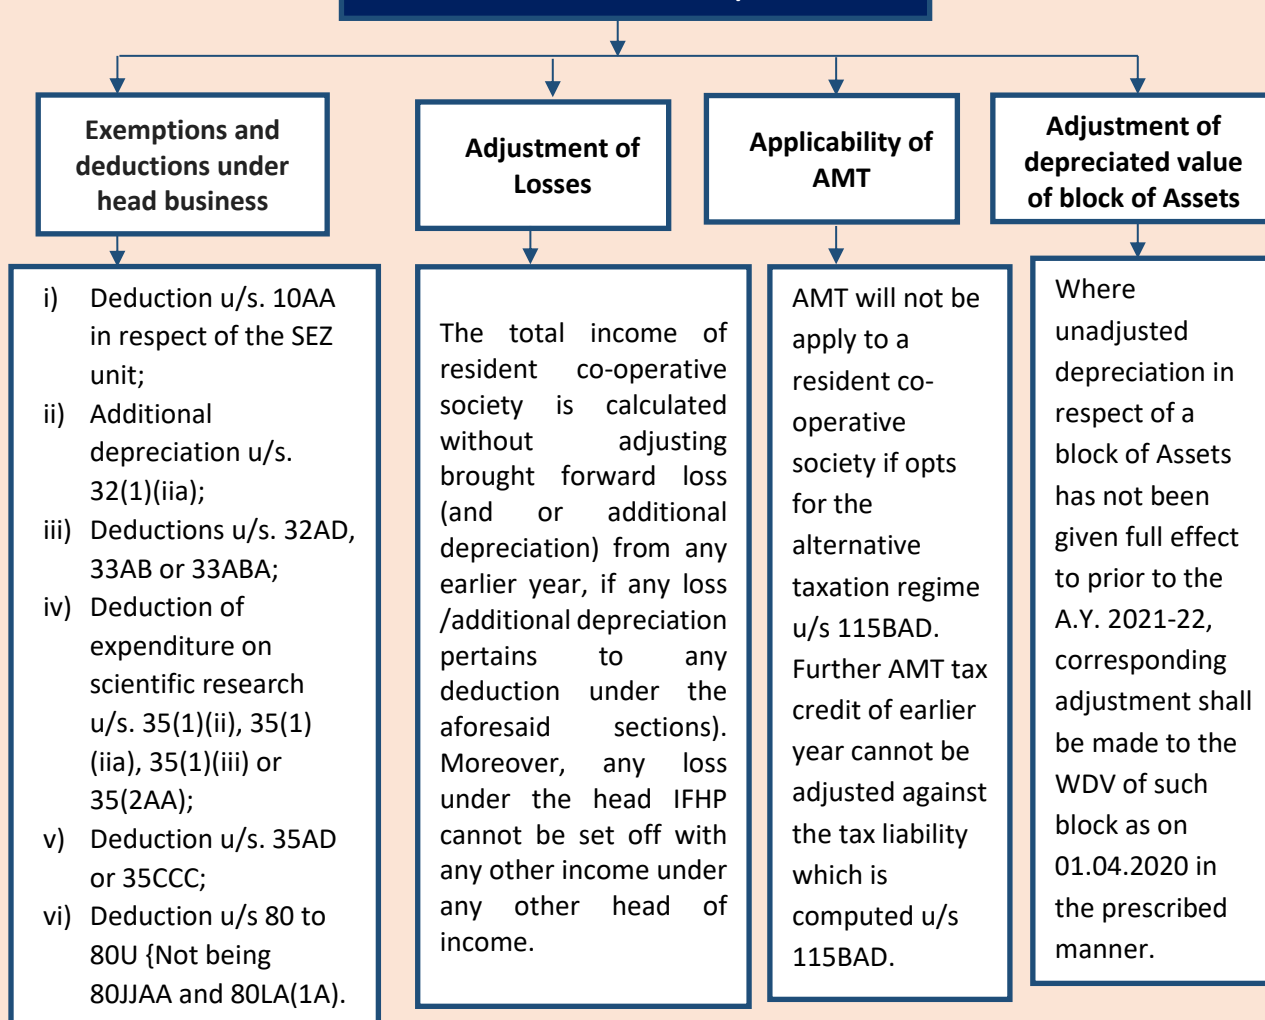 Exemptions and
deductions under
head business
i) Deduction u/s. 10AA
in respect of the SEZ
unit;
ii) Additional
depreciation u/s.
32(1)(iia);
iii) Deductions u/s. 32AD,
33AB or 33ABA;
iv) Deduction of
expenditure on
scientific research
u/s. 35(1)(ii), 35(1)
(iia), 35(1)(iii) or
35(2AA);
v) Deduction u/s. 35AD
or 35CCC;
vi) Deduction u/s 80 to
80U {Not being
80JJAA and 80LA(1A).
Adjustment of
Losses
The total income of
resident co-operative
society is calculated
without adjusting
brought forward loss
(and or additional
depreciation) from any
earlier year, if any loss
/additional depreciation
pertains to any
deduction under the
aforesaid sections).
Moreover, any loss
under the head IFHP
cannot be set off with
any other income under
any other head of
income.
Applicability of
AMT
AMT will not be
apply to a
resident co-
operative
society if opts
for the
alternative
taxation regime
u/s 115BAD.
Further AMT tax
credit of earlier
year cannot be
adjusted against
the tax liability
which is
computed u/s
115BAD.
Adjustment of
depreciated value
of block of Assets
Where
unadjusted
depreciation in
respect of a
block of Assets
has not been
given full effect
to prior to the
A.Y. 2021-22,
corresponding
adjustment shall
be made to the
WDV of such
block as on
01.04.2020 in
the prescribed
manner.